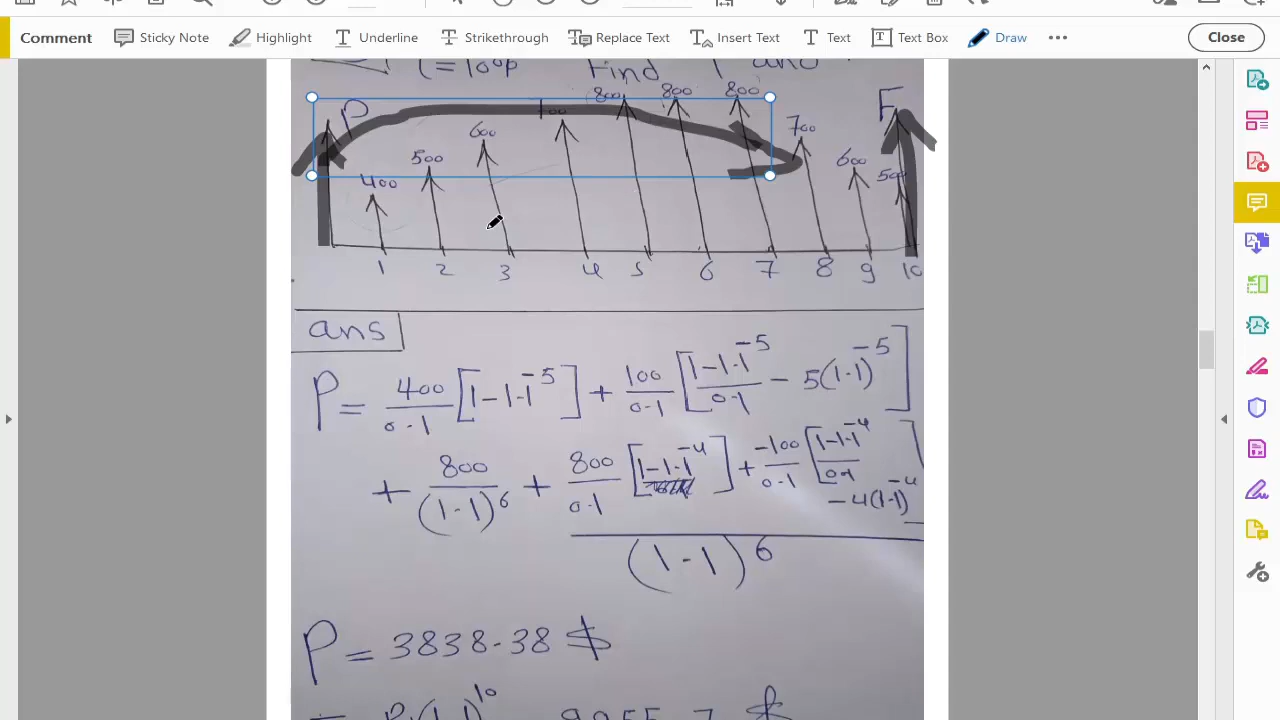 Comment Sticky Note Highlight Underline Strikethrough Replace Text Insert Text Text Text Box Draw Close
i = 100p Find P and
P 400 500 600 700 800 800 800 700 600 500 F
1 2 3 4 5 6 7 8 9 10
ans
P = 400/0.1 [1-1.1^-5] + 100/0.1 [1-1.1^-5/0.1 - 5(1.1)^-5]
+ 800/(1.1)^6 + 800/0.1 [1-1.1^-4] + -100/0.1 [1-1.1^-4/0.1
-4(1.1)^-4
(1.1)^6
P = 3838.38 $